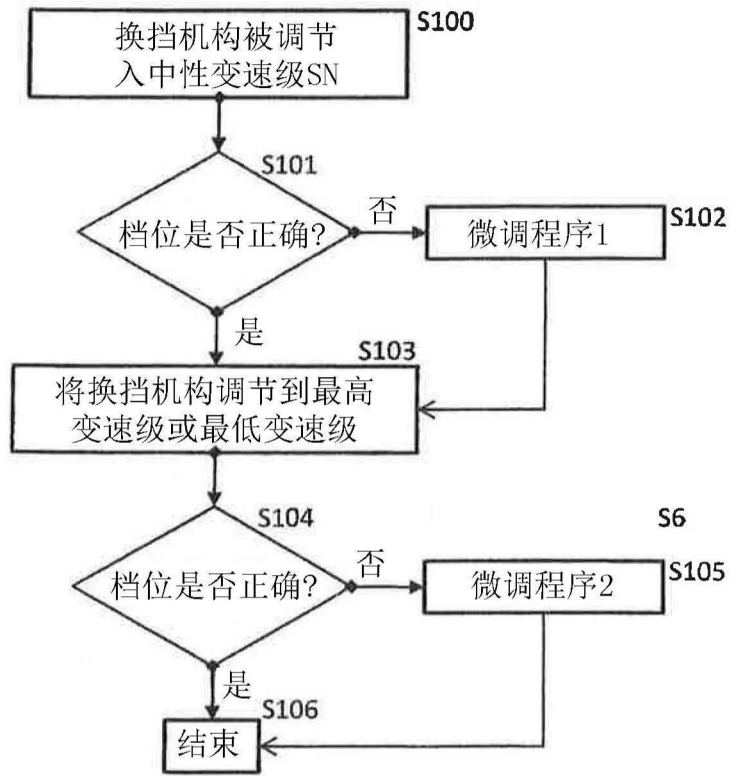 S100
换挡机构被调节
入中性变速级SN
S101
档位是否正确?
否
S102
微调程序1
是
S103
将换挡机构调节到最高
变速级或最低变速级
S104
S6
档位是否正确?
否
S105
微调程序2
是
S106
结束